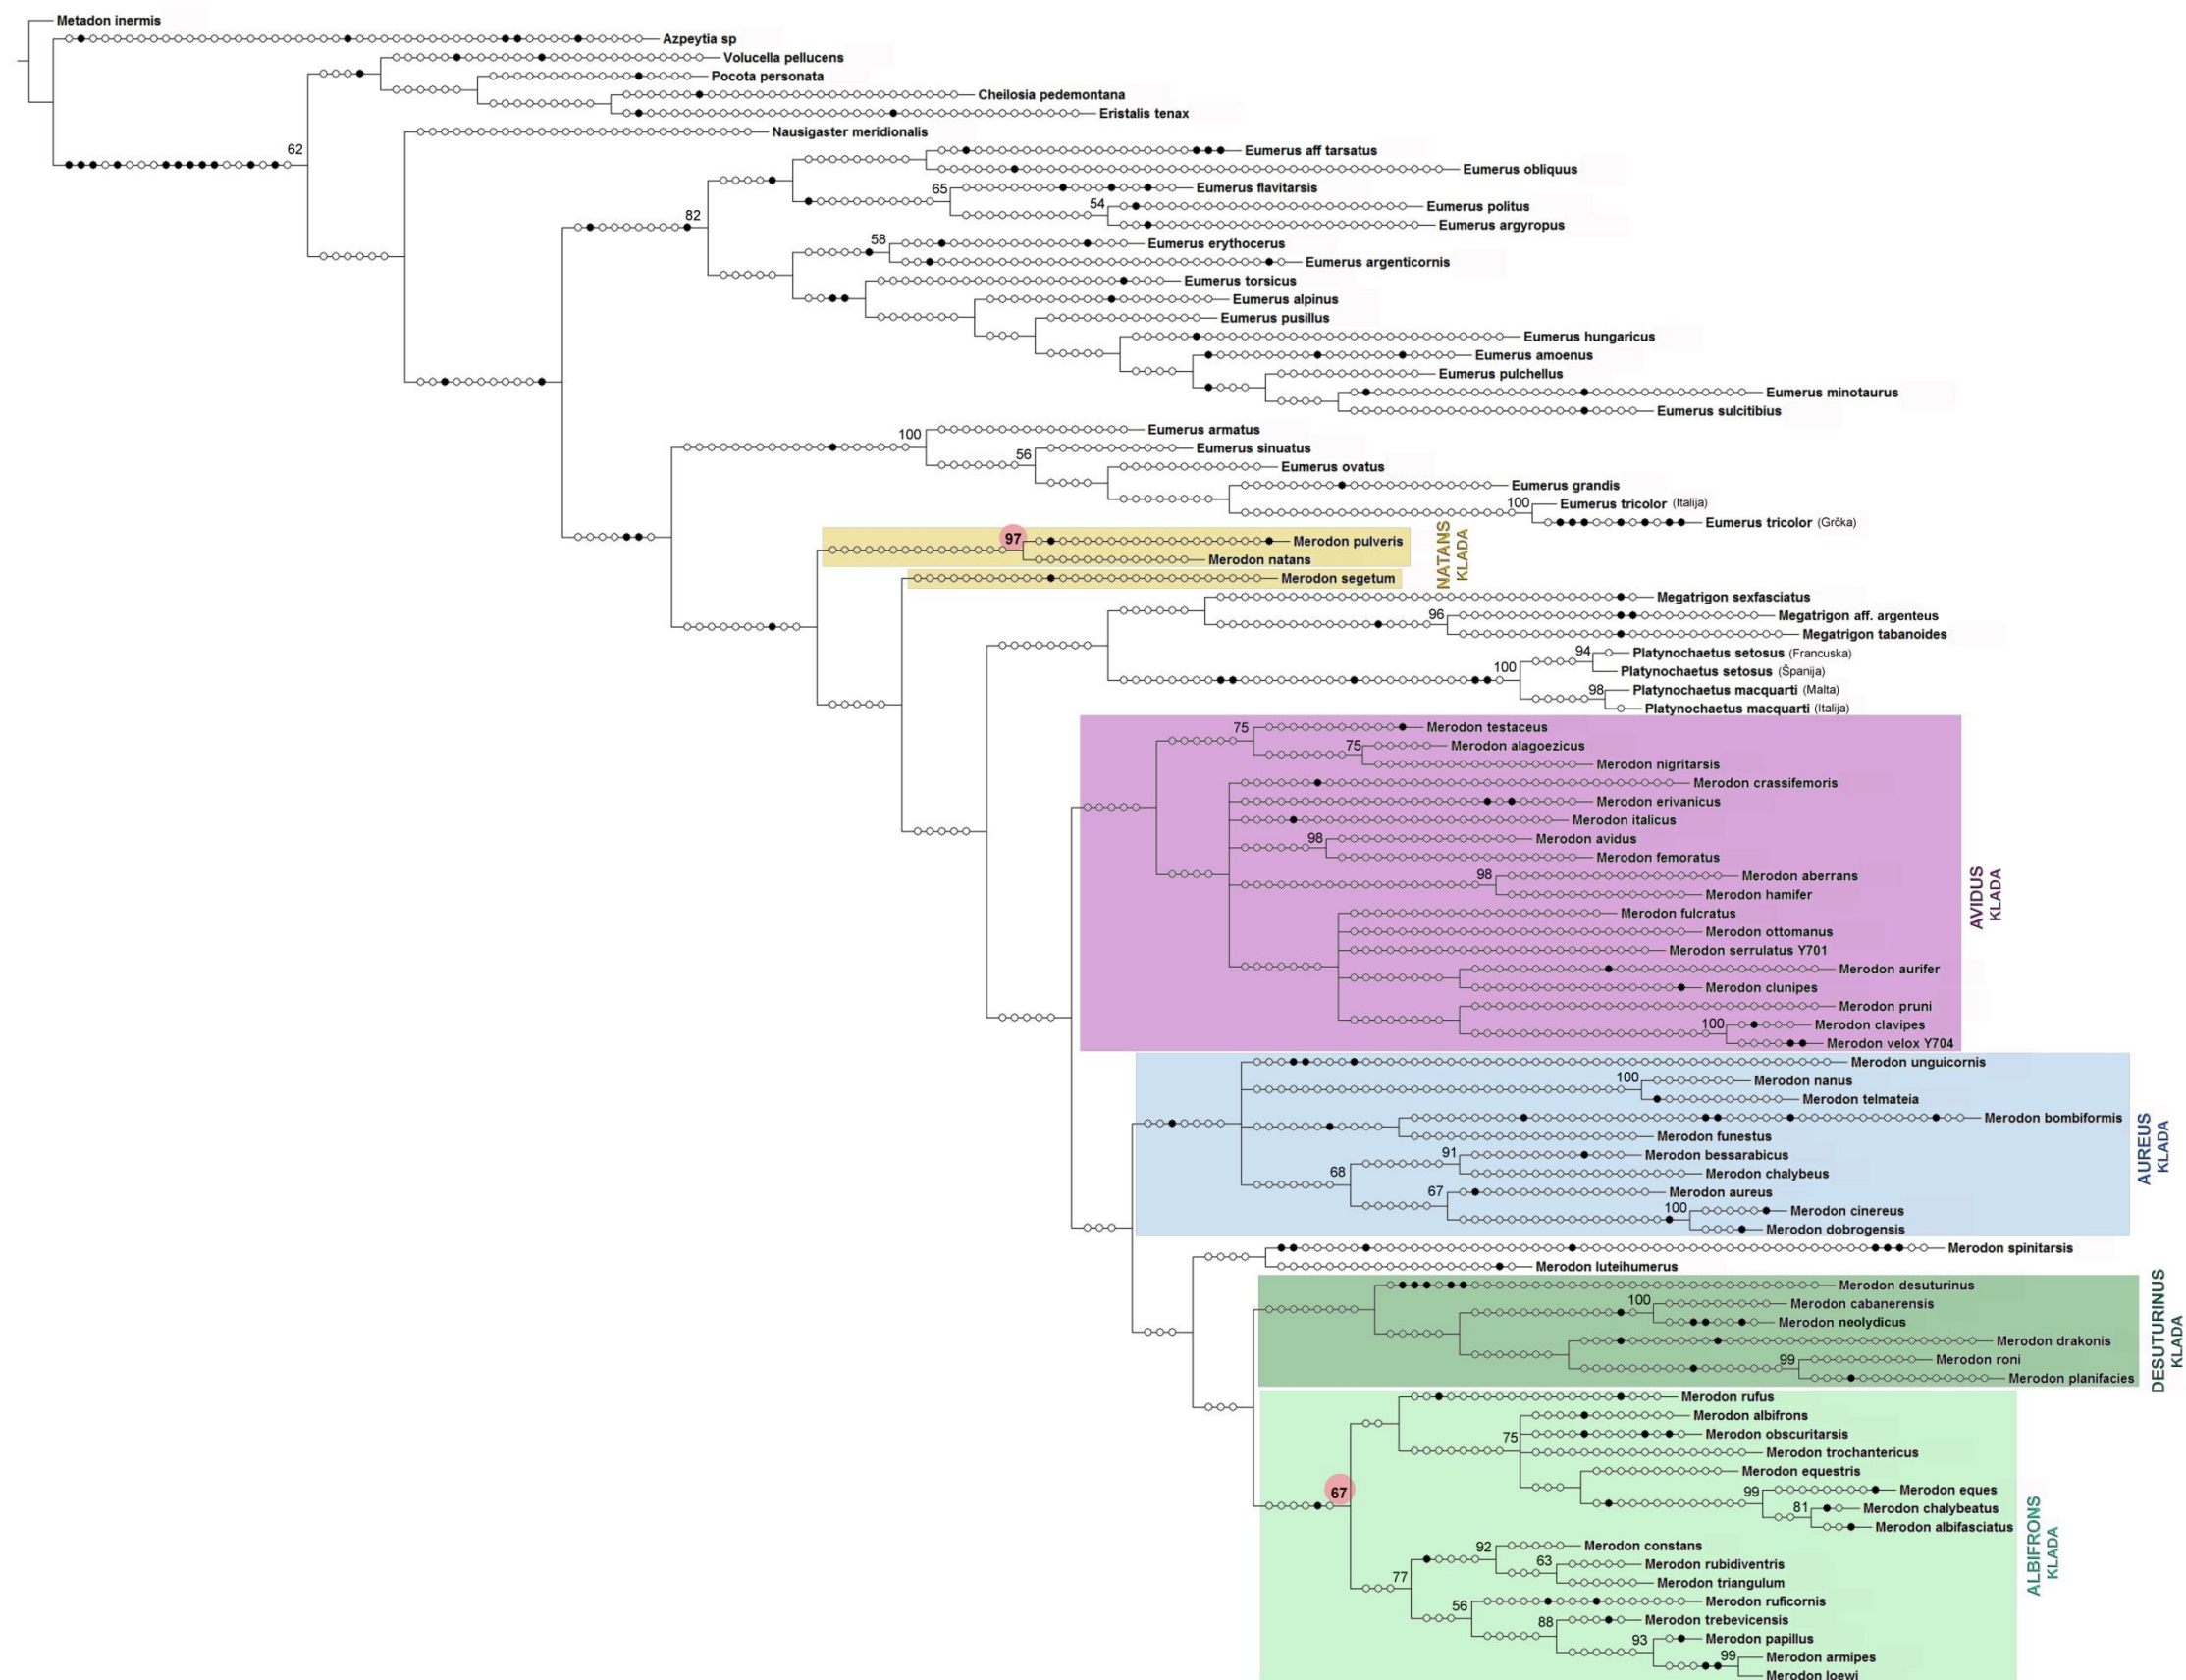 Metadon inermis
Azpeytia sp
Volucella pellucens
Pocota personata
Cheilosia pedemontana
Eristalis tenax
Nausigaster meridionalis
62
Eumerus aff tarsatus
Eumerus obliquus
65
Eumerus flavitarsis
54
Eumerus politus
82
Eumerus argyropus
58
Eumerus erythocerus
Eumerus argenticornis
Eumerus torsicus
Eumerus alpinus
Eumerus pusillus
Eumerus hungaricus
Eumerus amoenus
Eumerus pulchellus
Eumerus minotaurus
Eumerus sulcitibius
100
Eumerus armatus
56
Eumerus sinuatus
Eumerus ovatus
Eumerus grandis
100
Eumerus tricolor (Italija)
Eumerus tricolor (Grčka)
97
Merodon pulveris
Merodon natans
Merodon segetum
NATANS
KLADA
Megatrigon sexfasciatus
96
Megatrigon aff. argenteus
Megatrigon tabanoides
94
Platynochaetus setosus (Francuska)
100
Platynochaetus setosus (Španija)
98
Platynochaetus macquarti (Malta)
Platynochaetus macquarti (Italija)
75
Merodon testaceus
75
Merodon alagoezicus
Merodon nigritarsis
Merodon crassifemoris
Merodon erivanicus
Merodon italicus
98
Merodon avidus
Merodon femoratus
98
Merodon aberrans
Merodon hamifer
Merodon fulcratus
Merodon ottomanus
Merodon serrulatus Y701
Merodon aurifer
Merodon clunipes
Merodon pruni
100
Merodon clavipes
Merodon velox Y704
AVIDUS
KLADA
Merodon unguicornis
100
Merodon nanus
Merodon telmateia
Merodon bombiformis
Merodon funestus
91
Merodon bessarabicus
68
Merodon chalybeus
67
Merodon aureus
100
Merodon cinereus
Merodon dobrogensis
AUREUS
KLADA
Merodon spinitarsis
Merodon luteihumerus
Merodon desuturinus
100
Merodon cabanerensis
Merodon neolydicus
Merodon drakonis
99
Merodon roni
Merodon planifacies
DESUTURINUS
KLADA
Merodon rufus
Merodon albifrons
75
Merodon obscuritarsis
Merodon trochantericus
Merodon equestris
67
99
Merodon eques
81
Merodon chalybeatus
Merodon albifasciatus
92
Merodon constans
63
Merodon rubidiventris
77
Merodon triangulum
56
Merodon ruficornis
88
Merodon trebevicensis
93
Merodon papillus
99
Merodon armipes
Merodon loewi
ALBIFRONS
KLADA